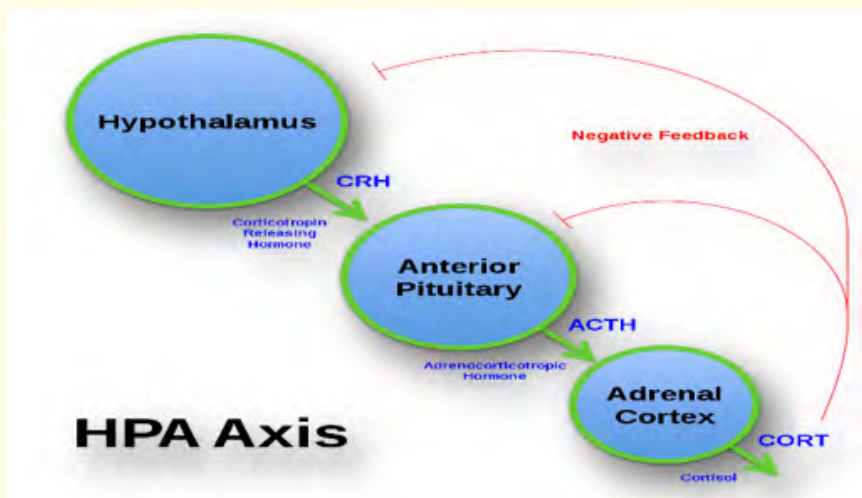 Hypothalamus
Negative Feedback
CRH
Corticotropin
Releasing
Hormone
Anterior
Pituitary
ACTH
Adrenocorticotropic
Hormone
Adrenal
Cortex
HPA Axis
CORT
Cortisol